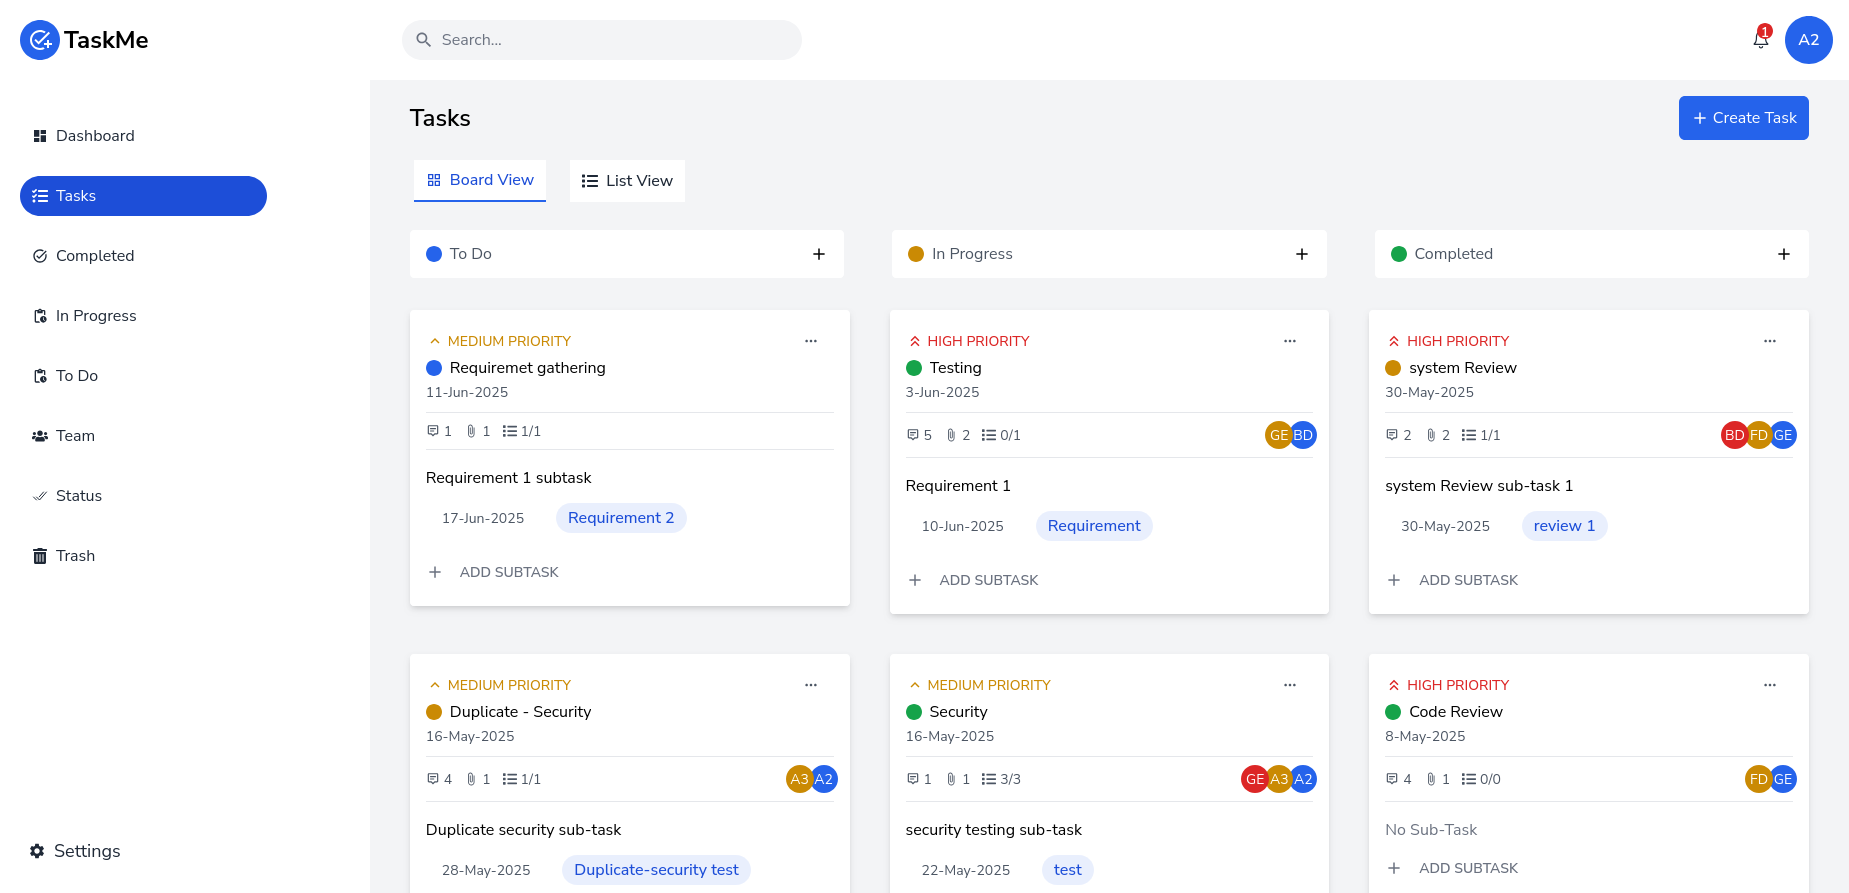 TaskMe
Search...
1
A2
Dashboard
Tasks
Completed
In Progress
To Do
Team
Status
Trash
Settings
Tasks
+ Create Task
Board View
List View
To Do
+
In Progress
+
Completed
+
MEDIUM PRIORITY
...
Requiremet gathering
11-Jun-2025
1 1 1/1
Requirement 1 subtask
17-Jun-2025 Requirement 2
+ ADD SUBTASK
HIGH PRIORITY
...
Testing
3-Jun-2025
5 2 0/1 GE BD
Requirement 1
10-Jun-2025 Requirement
+ ADD SUBTASK
HIGH PRIORITY
...
system Review
30-May-2025
2 2 1/1 BD FD GE
system Review sub-task 1
30-May-2025 review 1
+ ADD SUBTASK
MEDIUM PRIORITY
...
Duplicate - Security
16-May-2025
4 1 1/1 A3 A2
Duplicate security sub-task
28-May-2025 Duplicate-security test
MEDIUM PRIORITY
...
Security
16-May-2025
1 1 3/3 GE A3 A2
security testing sub-task
22-May-2025 test
HIGH PRIORITY
...
Code Review
8-May-2025
4 1 0/0 FD GE
No Sub-Task
+ ADD SUBTASK